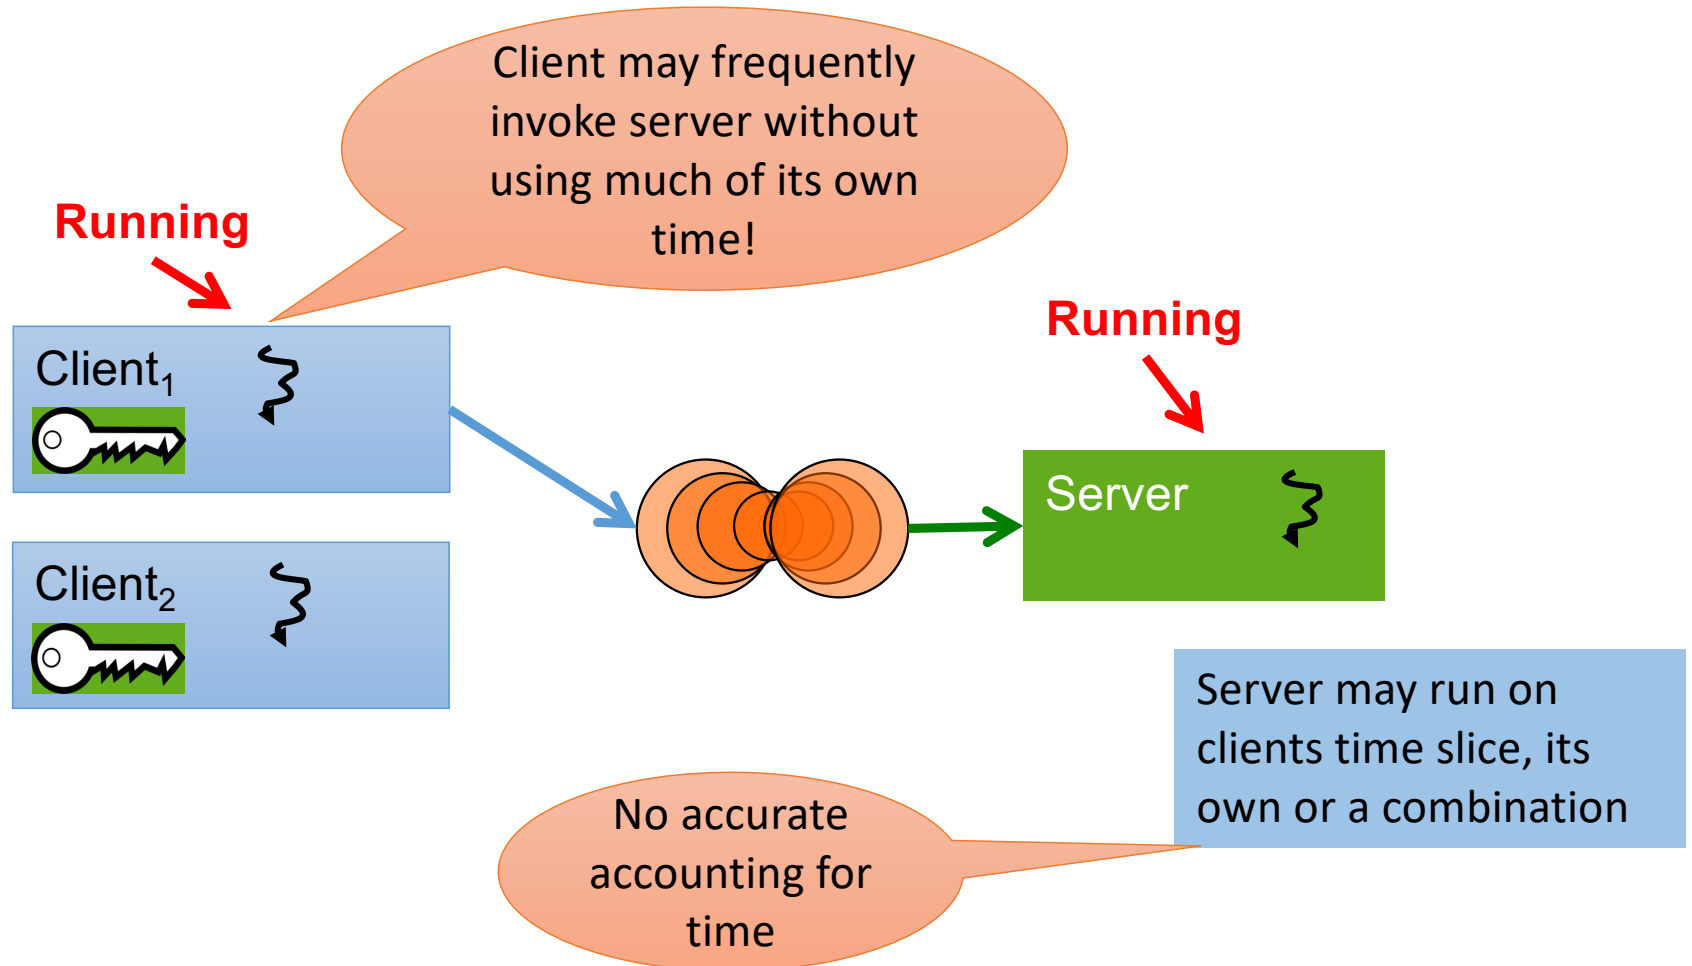 Client may frequently
invoke server without
using much of its own
time!
Running
Running
Client₁
Server
Client₂
Server may run on
clients time slice, its
own or a combination
No accurate
accounting for
time